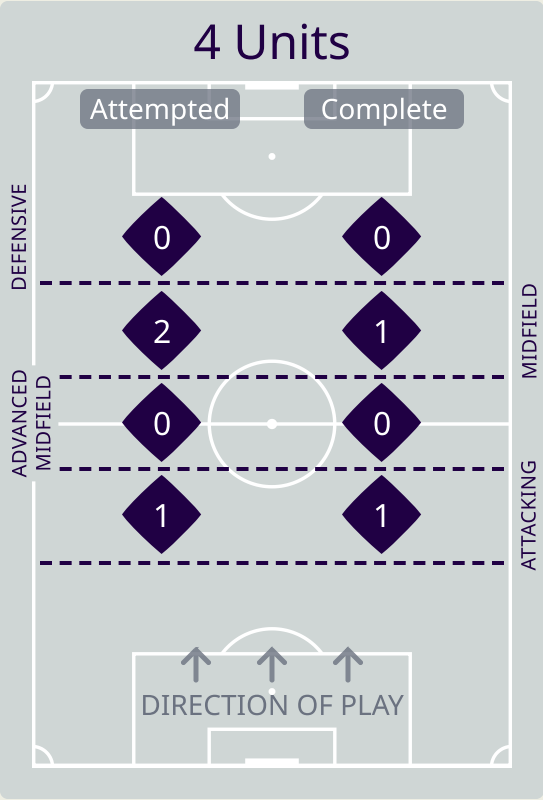 4 Units
Attempted
Complete
DEFENSIVE
0
0
MIDFIELD
2
1
ADVANCED
MIDFIELD
0
0
ATTACKING
1
1
DIRECTION OF PLAY